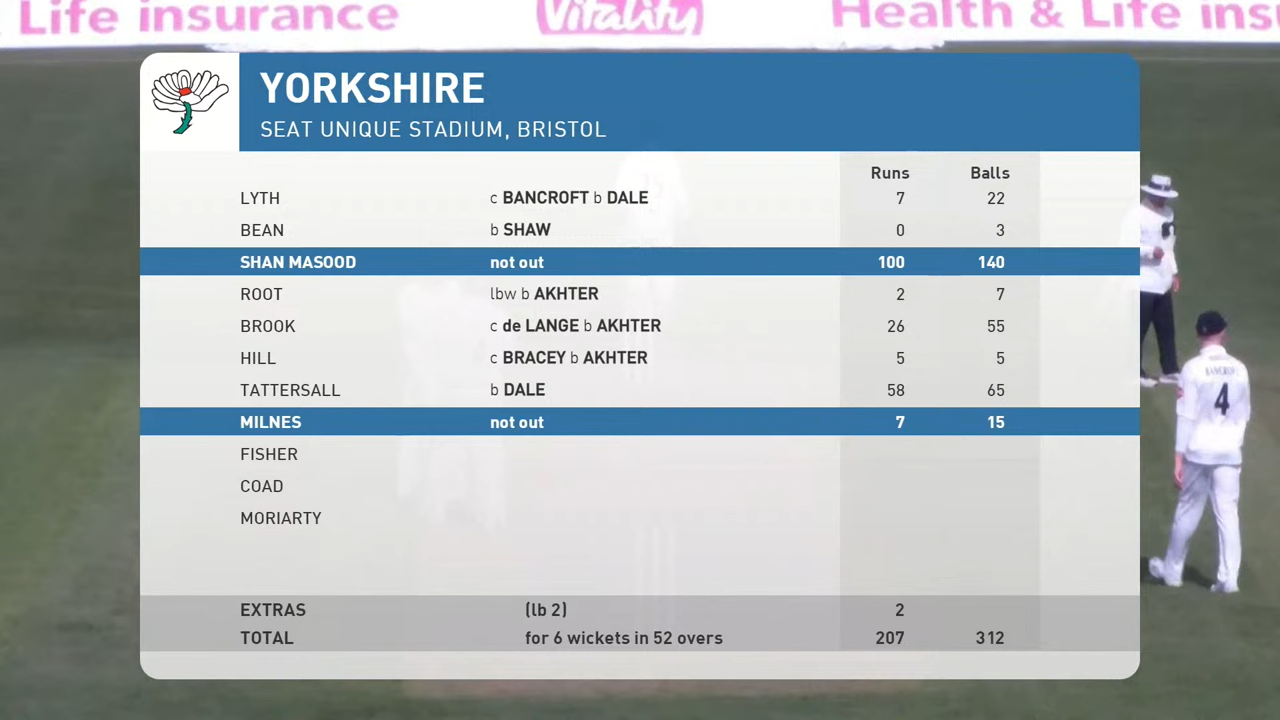 Life insurance Vitality Health & Life insu
YORKSHIRE
SEAT UNIQUE STADIUM, BRISTOL
Runs Balls
LYTH c BANCROFT b DALE 7 22
BEAN b SHAW 0 3
SHAN MASOOD not out 100 140
ROOT lbw b AKHTER 2 7
BROOK c de LANGE b AKHTER 26 55
HILL c BRACEY b AKHTER 5 5
TATTERSALL b DALE 58 65
MILNES not out 7 15
FISHER
COAD
MORIARTY
EXTRAS (lb 2) 2
TOTAL for 6 wickets in 52 overs 207 312
BANCROFT
4